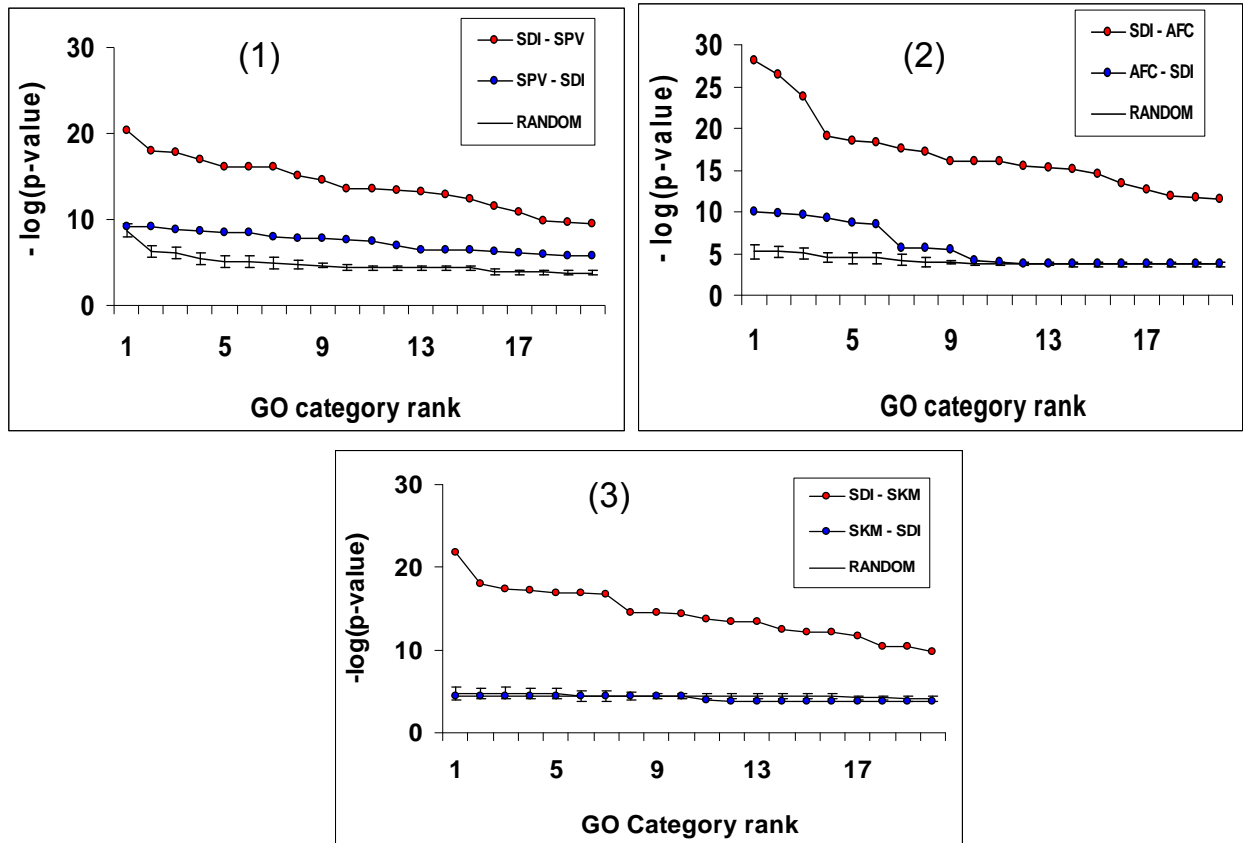 (1)
- log(p-value)
30
20
10
0
1 5 9 13 17
GO category rank
SDI - SPV
SPV - SDI
RANDOM
(2)
- log(p-value)
30
25
20
15
10
5
0
1 5 9 13 17
GO category rank
SDI - AFC
AFC - SDI
RANDOM
(3)
-log(p-value)
30
20
10
0
1 5 9 13 17
GO Category rank
SDI - SKM
SKM - SDI
RANDOM